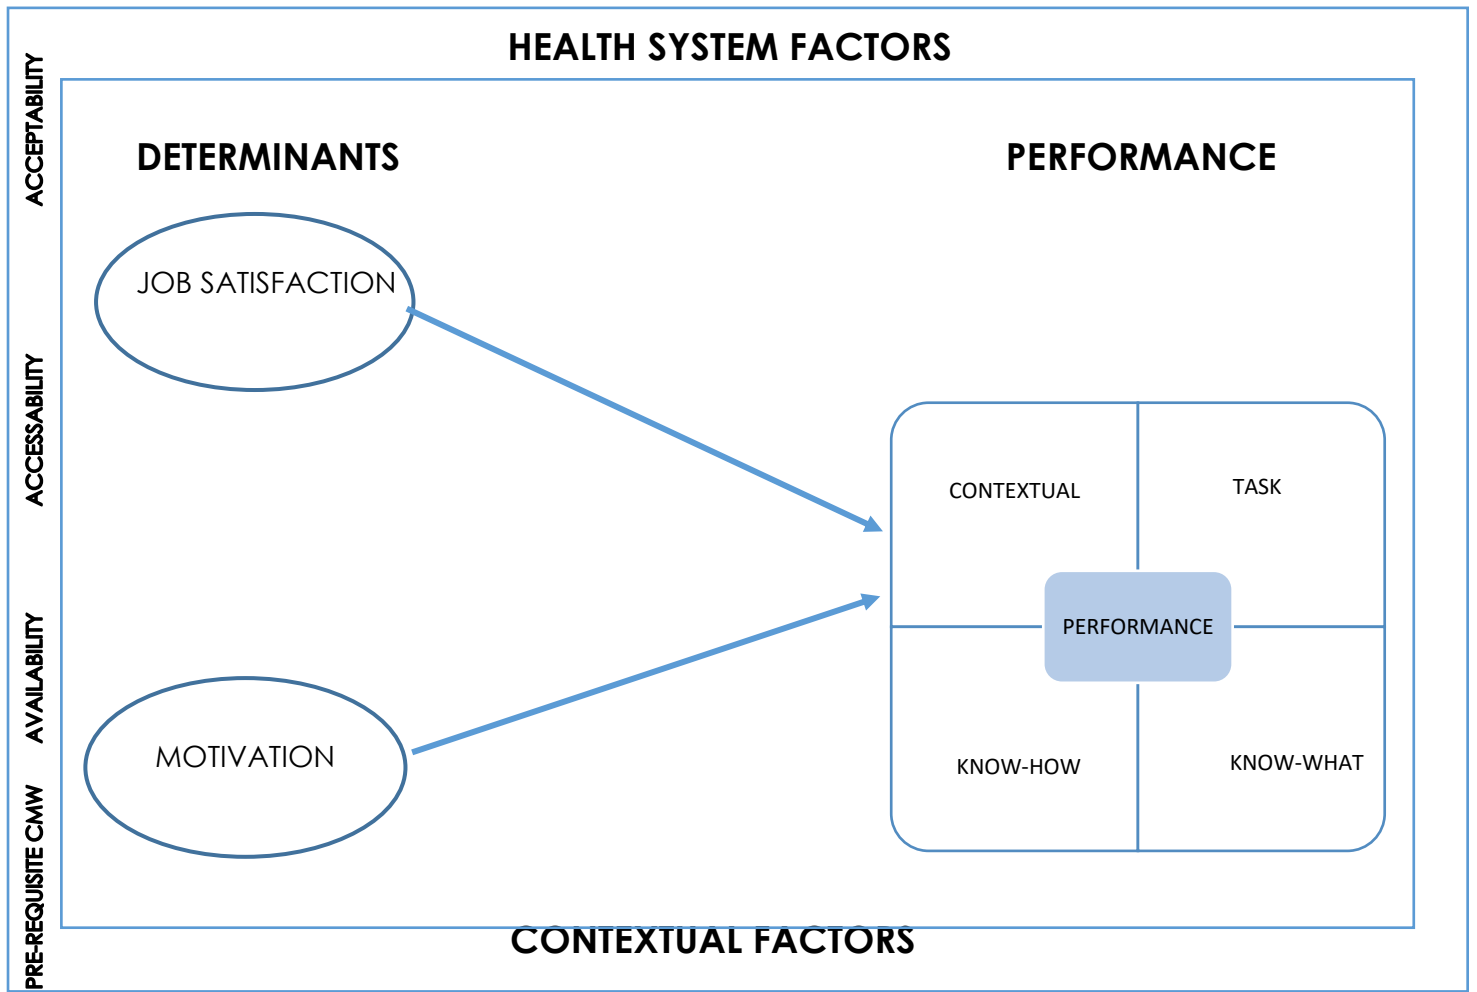 HEALTH SYSTEM FACTORS
ACCEPTABILITY
ACCESSABILITY
AVAILABILITY
PRE-REQUISITE CMW
DETERMINANTS
PERFORMANCE
JOB SATISFACTION
MOTIVATION
CONTEXTUAL
TASK
PERFORMANCE
KNOW-HOW
KNOW-WHAT
CONTEXTUAL FACTORS